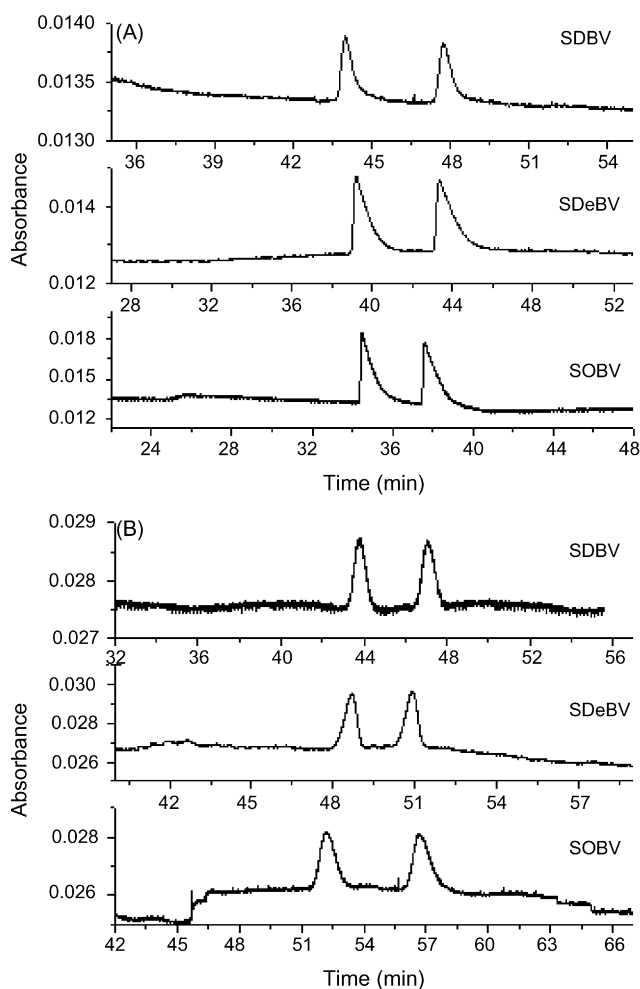 0.0140
(A)
SDBV
0.0135
0.0130
36 39 42 45 48 51 54
Absorbance
SDeBV
0.014
0.012
28 32 36 40 44 48 52
0.018
SOBV
0.015
0.012
24 28 32 36 40 44 48
Time (min)
0.029
(B)
SDBV
0.028
0.027
32 36 40 44 48 52 56
Absorbance
0.030
SDeBV
0.028
0.026
42 45 48 51 54 57
SOBV
0.028
0.026
42 45 48 51 54 57 60 63 66
Time (min)